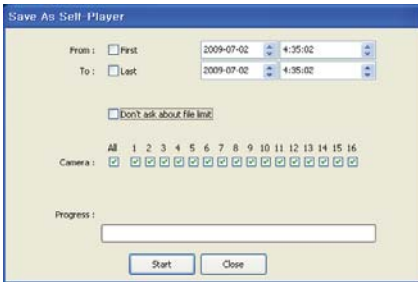 Save As Self-Player
From : First 2009-07-02 4:35:02
To : Last 2009-07-02 4:35:02
Don't ask about file limit
All 1 2 3 4 5 6 7 8 9 10 11 12 13 14 15 16
Camera :
Progress :
Start Close